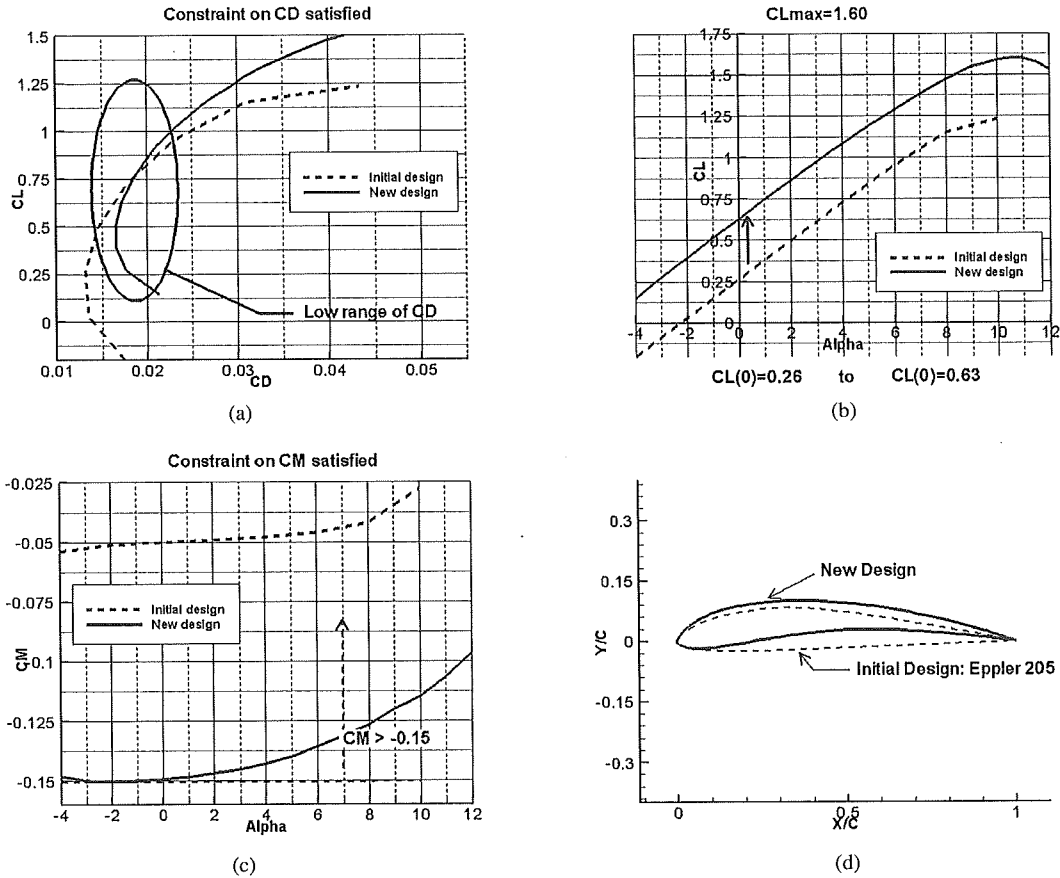 Constraint on CD satisfied
1.5
1.25
1
0.75
0.5
0.25
0
CL
Initial design
New design
Low range of CD
0.01
0.02
0.03
0.04
0.05
CD
(a)
CLmax=1.60
1.75
1.5
1.25
1
0.75
0.5
0.25
0
CL
Initial design
New design
-4
-2
0
2
4
6
8
10
12
Alpha
CL(0)=0.26 to CL(0)=0.63
(b)
Constraint on CM satisfied
-0.025
-0.05
-0.075
-0.1
-0.125
-0.15
CM
Initial design
New design
CM > -0.15
-4
-2
0
2
4
6
8
10
12
Alpha
(c)
0.3
0.15
0
-0.15
-0.3
Y/C
New Design
Initial Design: Eppler 205
0
0.5
1
X/C
(d)